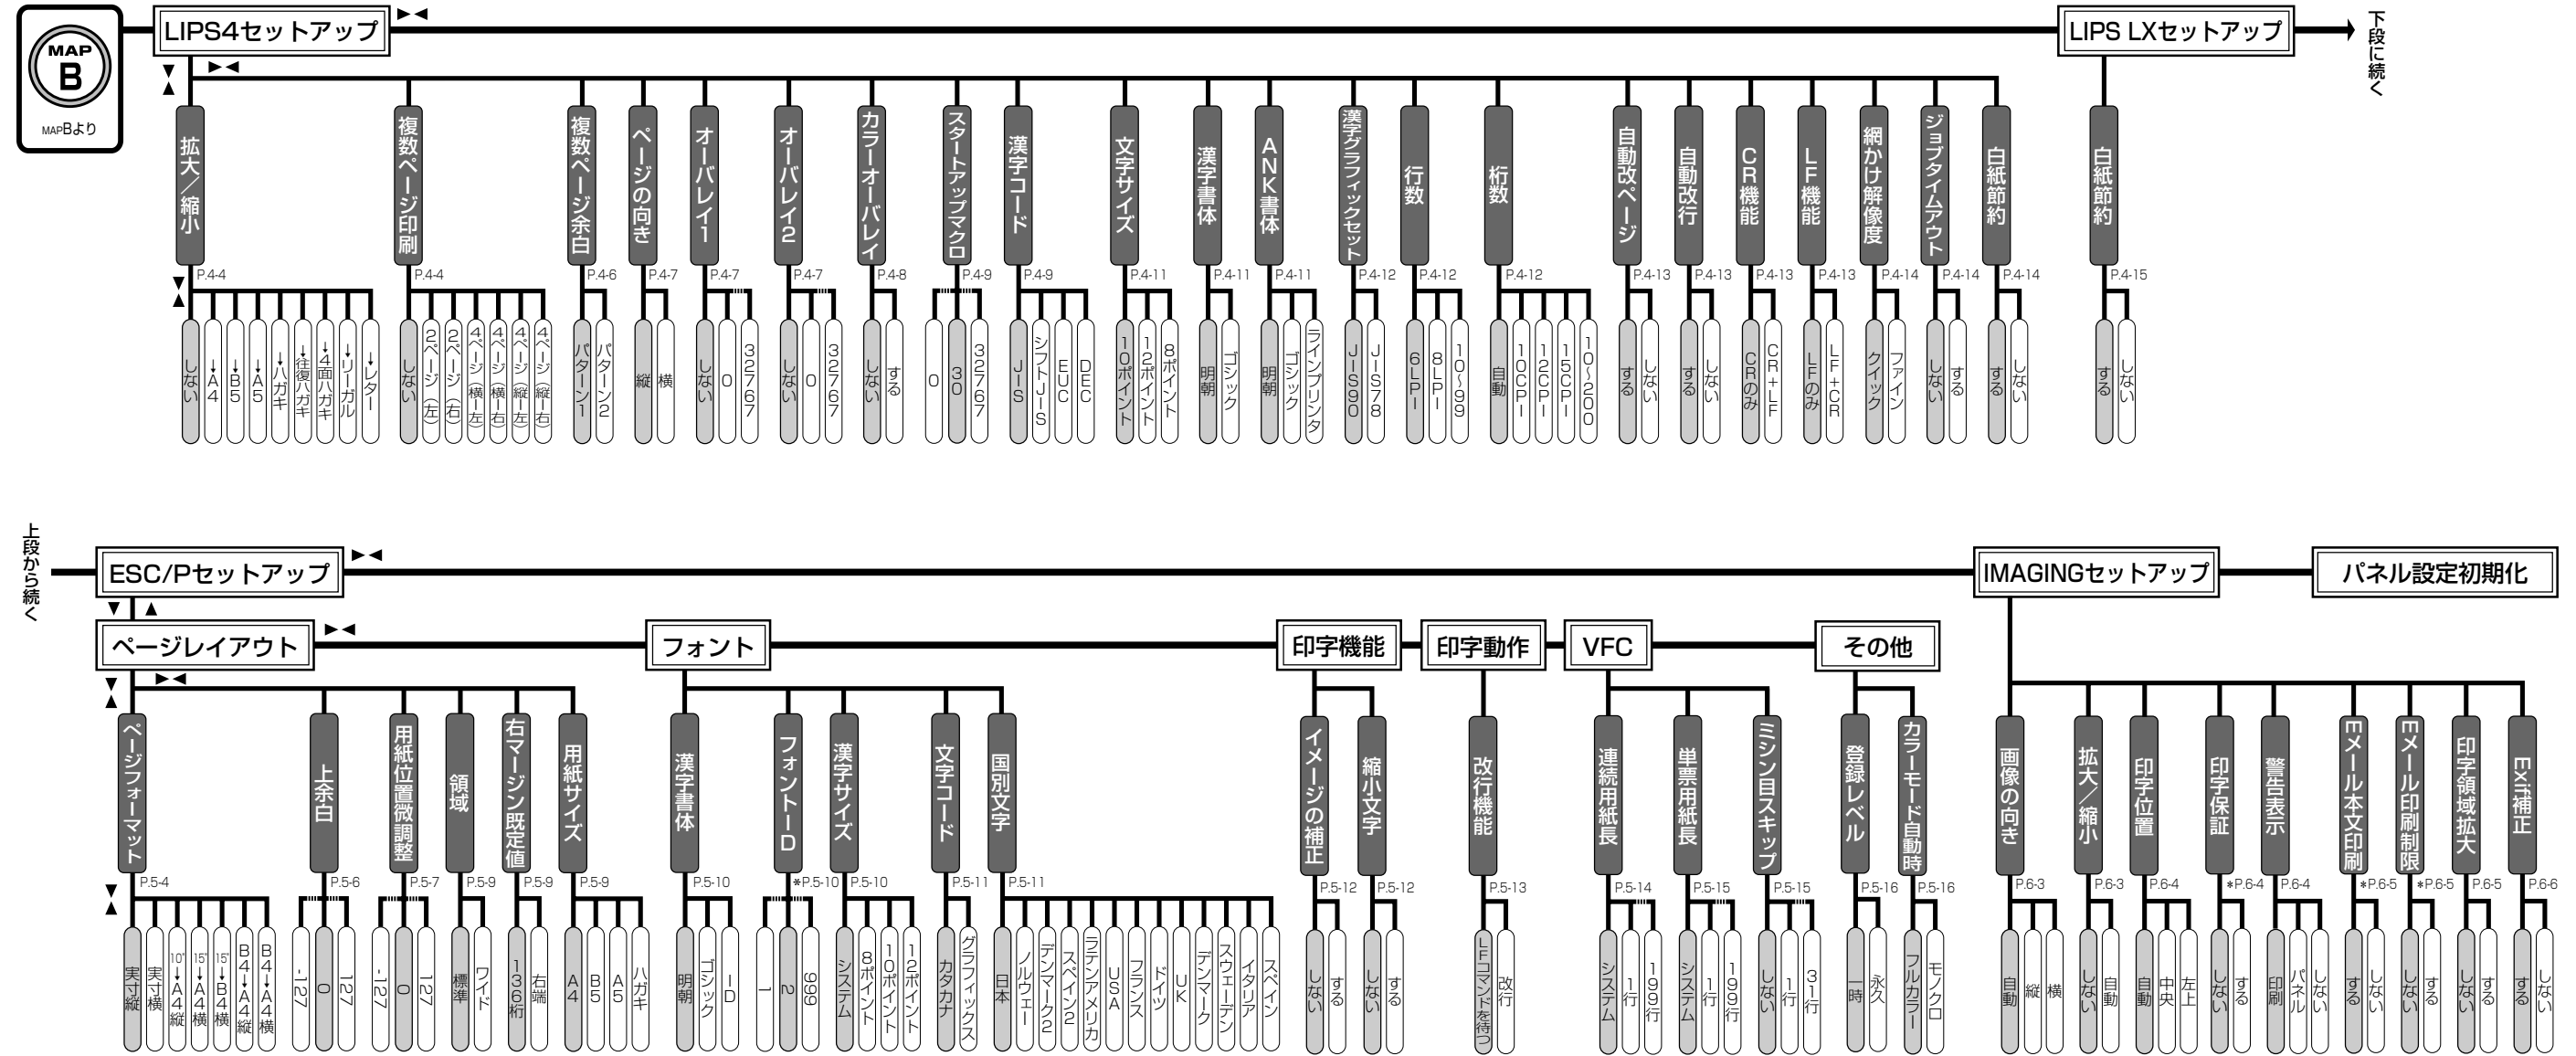 MAP
B
MAPBより
LIPS4セットアップ
LIPS LXセットアップ
下段に続く
拡大／縮小
P.4-4
しない
→A4
→B5
→A5
→ハガキ
→往復ハガキ
→4面ハガキ
→リーガル
→レター
複数ページ印刷
P.4-4
しない
2ページ（左）
2ページ（右）
4ページ（横ー左）
4ページ（横ー右）
4ページ（縦ー左）
4ページ（縦ー右）
複数ページ余白
P.4-6
パターン1
パターン2
ページの向き
P.4-7
縦
横
オーバレイ1
P.4-7
しない
0
32767
オーバレイ2
P.4-7
しない
0
32767
カラーオーバレイ
P.4-8
しない
する
スタートアップマクロ
P.4-9
0
30
32767
漢字コード
P.4-9
JIS
シフトJIS
EUC
DEC
文字サイズ
P.4-11
10ポイント
12ポイント
8ポイント
漢字書体
P.4-11
明朝
ゴシック
ANK書体
P.4-11
明朝
ゴシック
ラインプリンタ
漢字グラフィックセット
P.4-12
JIS90
JIS78
行数
P.4-12
6LPI
8LPI
10〜99
桁数
P.4-12
自動
10CPI
12CPI
15CPI
10〜200
自動改ページ
P.4-13
する
しない
自動改行
P.4-13
する
しない
CR機能
P.4-13
CRのみ
CR+LF
LF機能
P.4-13
LFのみ
LF+CR
網かけ解像度
P.4-14
クイック
ファイン
ジョブタイムアウト
P.4-14
しない
する
白紙節約
P.4-14
する
しない
白紙節約
P.4-15
する
しない
上段から続く
ESC/Pセットアップ
IMAGINGセットアップ
パネル設定初期化
ページレイアウト
フォント
印字機能
印字動作
VFC
その他
ページフォーマット
P.5-4
実寸縦
実寸横
10"→A4縦
15"→A4横
15"→B4横
B4→A4縦
B4→A4横
上余白
P.5-6
-127
0
127
用紙位置微調整
P.5-7
-127
0
127
領域
P.5-9
標準
ワイド
右マージン既定値
P.5-9
136桁
右端
用紙サイズ
P.5-9
A4
B5
A5
ハガキ
漢字書体
P.5-10
明朝
ゴシック
ID
フォントID
*P.5-10
1
2
999
漢字サイズ
P.5-10
システム
8ポイント
10ポイント
12ポイント
文字コード
P.5-11
カタカナ
グラフィックス
国別文字
P.5-11
日本
ノルウェー
デンマーク2
スペイン2
ラテンアメリカ
USA
フランス
ドイツ
UK
デンマーク
スウェーデン
イタリア
スペイン
イメージの補正
P.5-12
しない
する
縮小文字
P.5-12
しない
する
改行機能
P.5-13
LFコマンドを待つ
改行
連続用紙長
P.5-14
システム
1行
199行
単票用紙長
P.5-15
システム
1行
199行
ミシン目スキップ
P.5-15
しない
1行
31行
登録レベル
P.5-16
一時
永久
カラーモード自動時
P.5-16
フルカラー
モノクロ
画像の向き
P.6-3
自動
縦
横
拡大／縮小
P.6-3
しない
自動
印字位置
P.6-4
自動
中央
左上
印字保証
*P.6-4
しない
する
警告表示
P.6-4
印刷
パネル
しない
Eメール本文印刷
*P.6-5
する
しない
Eメール印刷制限
*P.6-5
しない
する
印字領域拡大
P.6-5
しない
する
Exif補正
P.6-6
する
しない